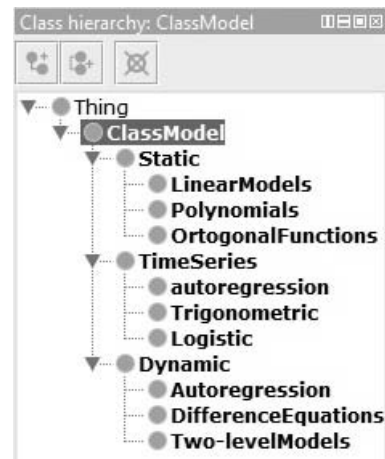 Class hierarchy: ClassModel
Thing
ClassModel
Static
LinearModels
Polynomials
OrtogonalFunctions
TimeSeries
autoregression
Trigonometric
Logistic
Dynamic
Autoregression
DifferenceEquations
Two-levelModels